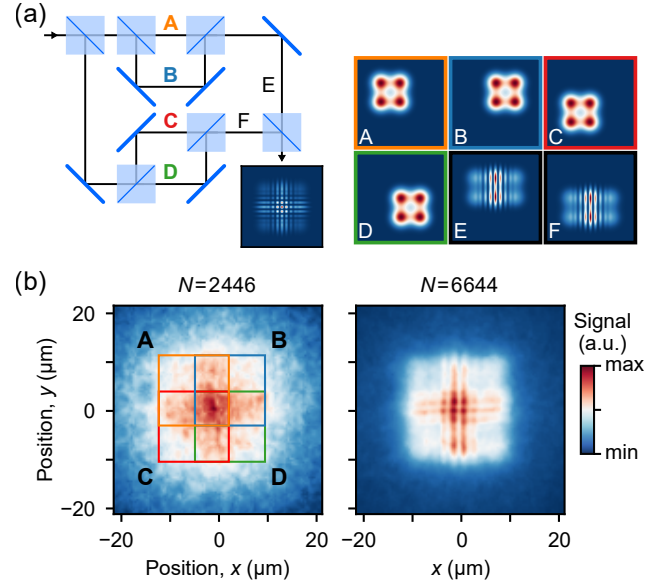 (a)
A
B
E
C
F
D
A
B
C
D
E
F
(b)
N=2446
N=6644
Signal
(a.u.)
max
min
Position, y (μm)
20
0
−20
A
B
C
D
−20
0
20
−20
0
20
Position, x (μm)
x (μm)